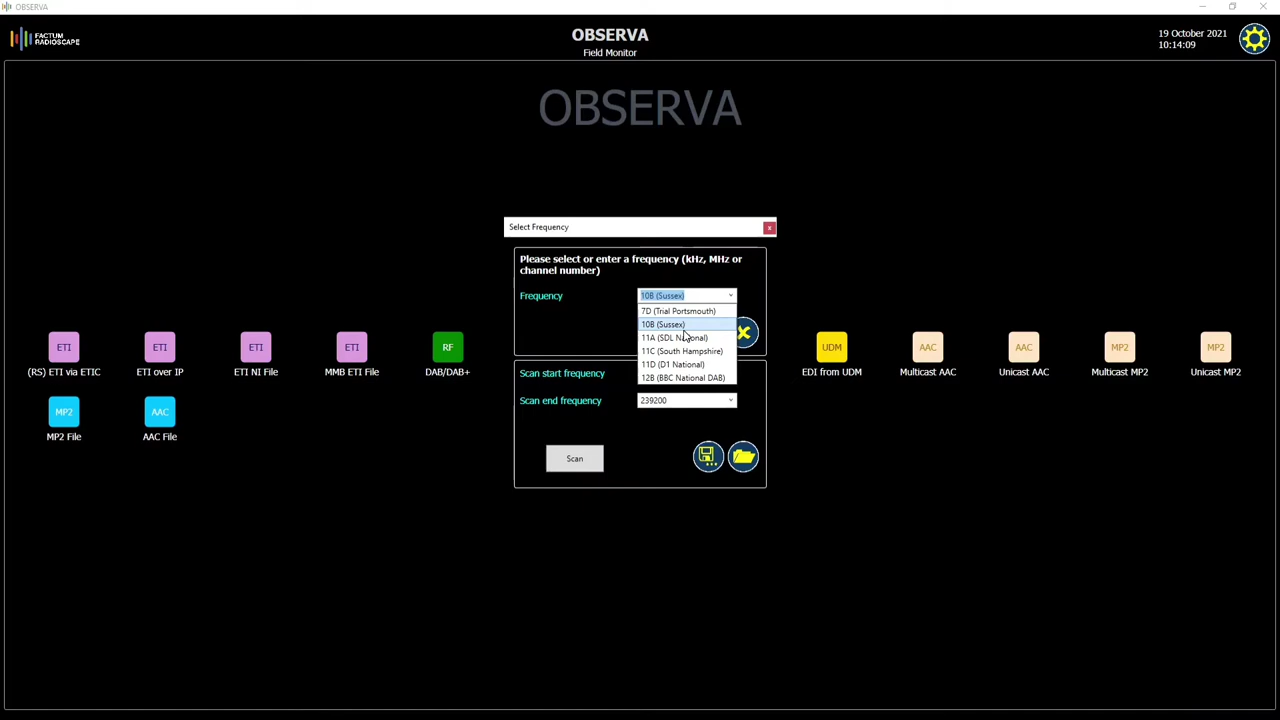 OBSERVA
FACTUM
RADIOSCAPE
OBSERVA
Field Monitor
19 October 2021
10:14:09
OBSERVA
Select Frequency
x
Please select or enter a frequency (kHz, MHz or
channel number)
Frequency
10B (Sussex)
7D (Trial Portsmouth)
10B (Sussex)
11A (SDL National)
11C (South Hampshire)
11D (D1 National)
12B (BBC National DAB)
Scan start frequency
Scan end frequency
239200
Scan
ETI
(RS) ETI via ETIC
ETI
ETI over IP
ETI
ETI NI File
ETI
MMB ETI File
RF
DAB/DAB+
UDM
EDI from UDM
AAC
Multicast AAC
AAC
Unicast AAC
MP2
Multicast MP2
MP2
Unicast MP2
MP2
MP2 File
AAC
AAC File